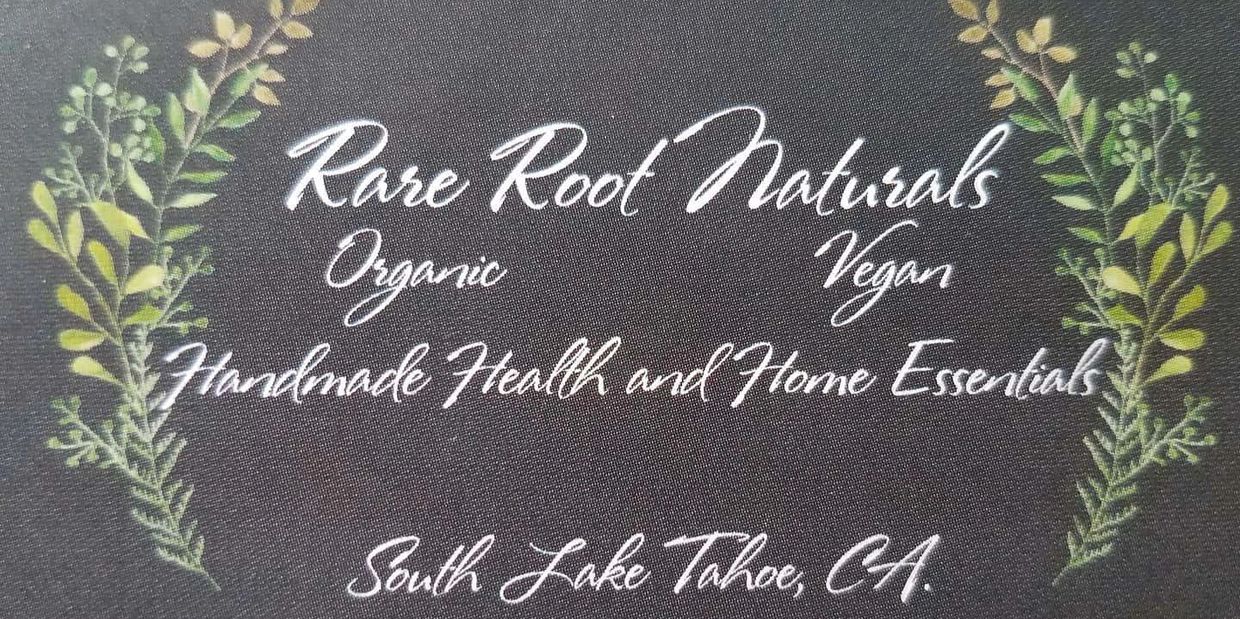 Rare Root Naturals
Organic Vegan
Handmade Health and Home Essentials
South Lake Tahoe, CA.